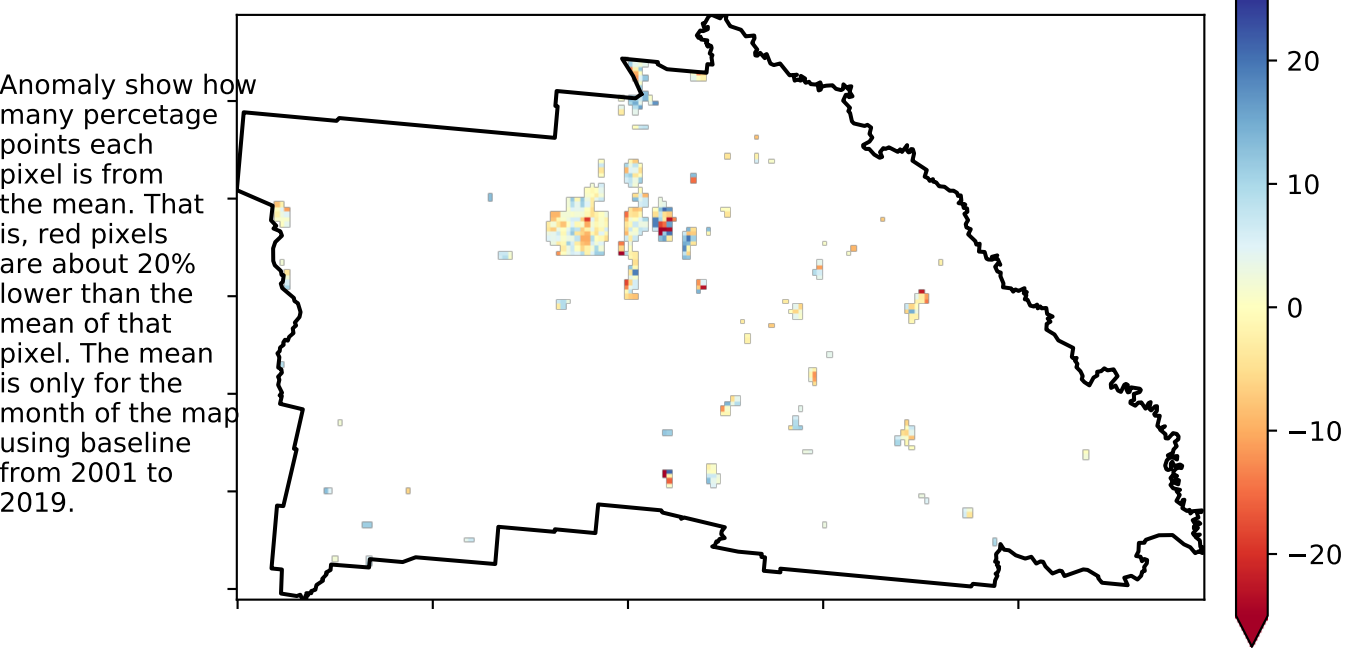 Anomaly show how
many percetage
points each
pixel is from
the mean. That
is, red pixels
are about 20%
lower than the
mean of that
pixel. The mean
is only for the
month of the map
using baseline
from 2001 to
2019.
20
10
0
−10
−20